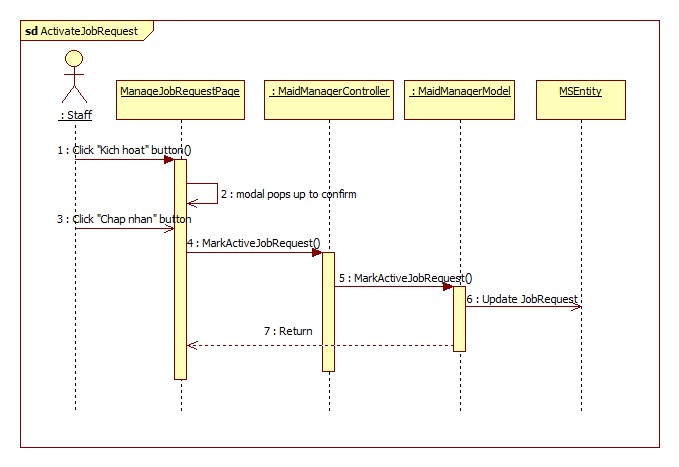 sd ActivateJobRequest
: Staff
ManageJobRequestPage
: MaidManagerController
: MaidManagerModel
MSEntity
1 : Click "Kich hoat" button()
2 : modal pops up to confirm
3 : Click "Chap nhan" button
4 : MarkActiveJobRequest()
5 : MarkActiveJobRequest()
6 : Update JobRequest
7 : Return